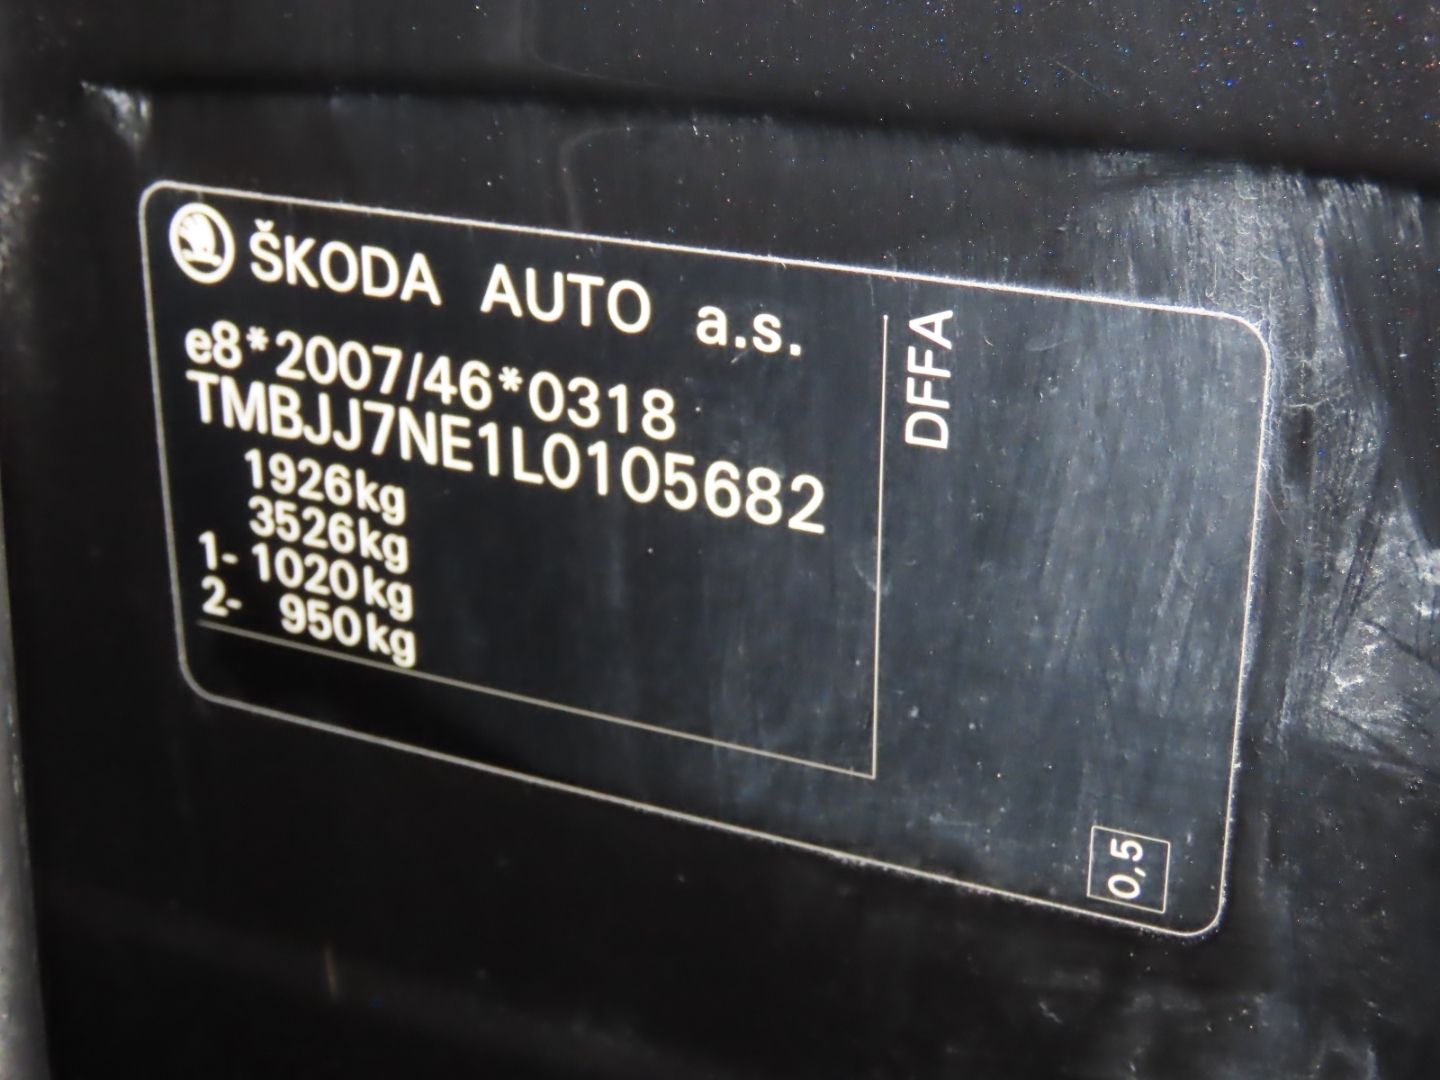 ŠKODA AUTO a.s.
e8*2007/46*0318
TMBJJ7NE1L0105682
1926kg
3526kg
1- 1020kg
2- 950kg
DFFA
0,5